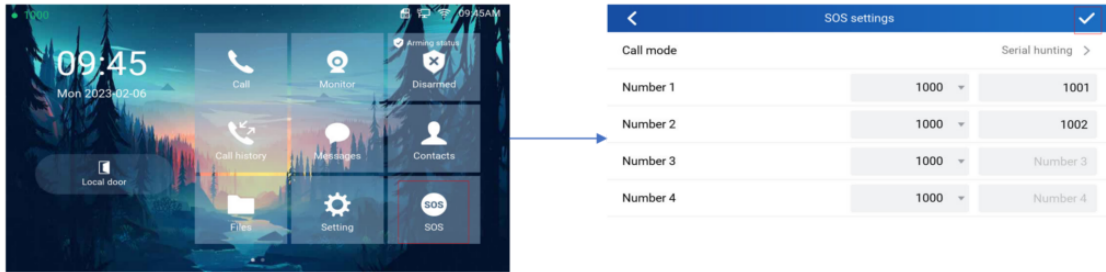 1000
09:45AM
09:45
Mon 2023-02-06
Local door
Call
Monitor
Arming status
Disarmed
Call history
Messages
Contacts
Files
Setting
SOS
SOS
SOS settings
Call mode Serial hunting >
Number 1 1000 1001
Number 2 1000 1002
Number 3 1000 Number 3
Number 4 1000 Number 4